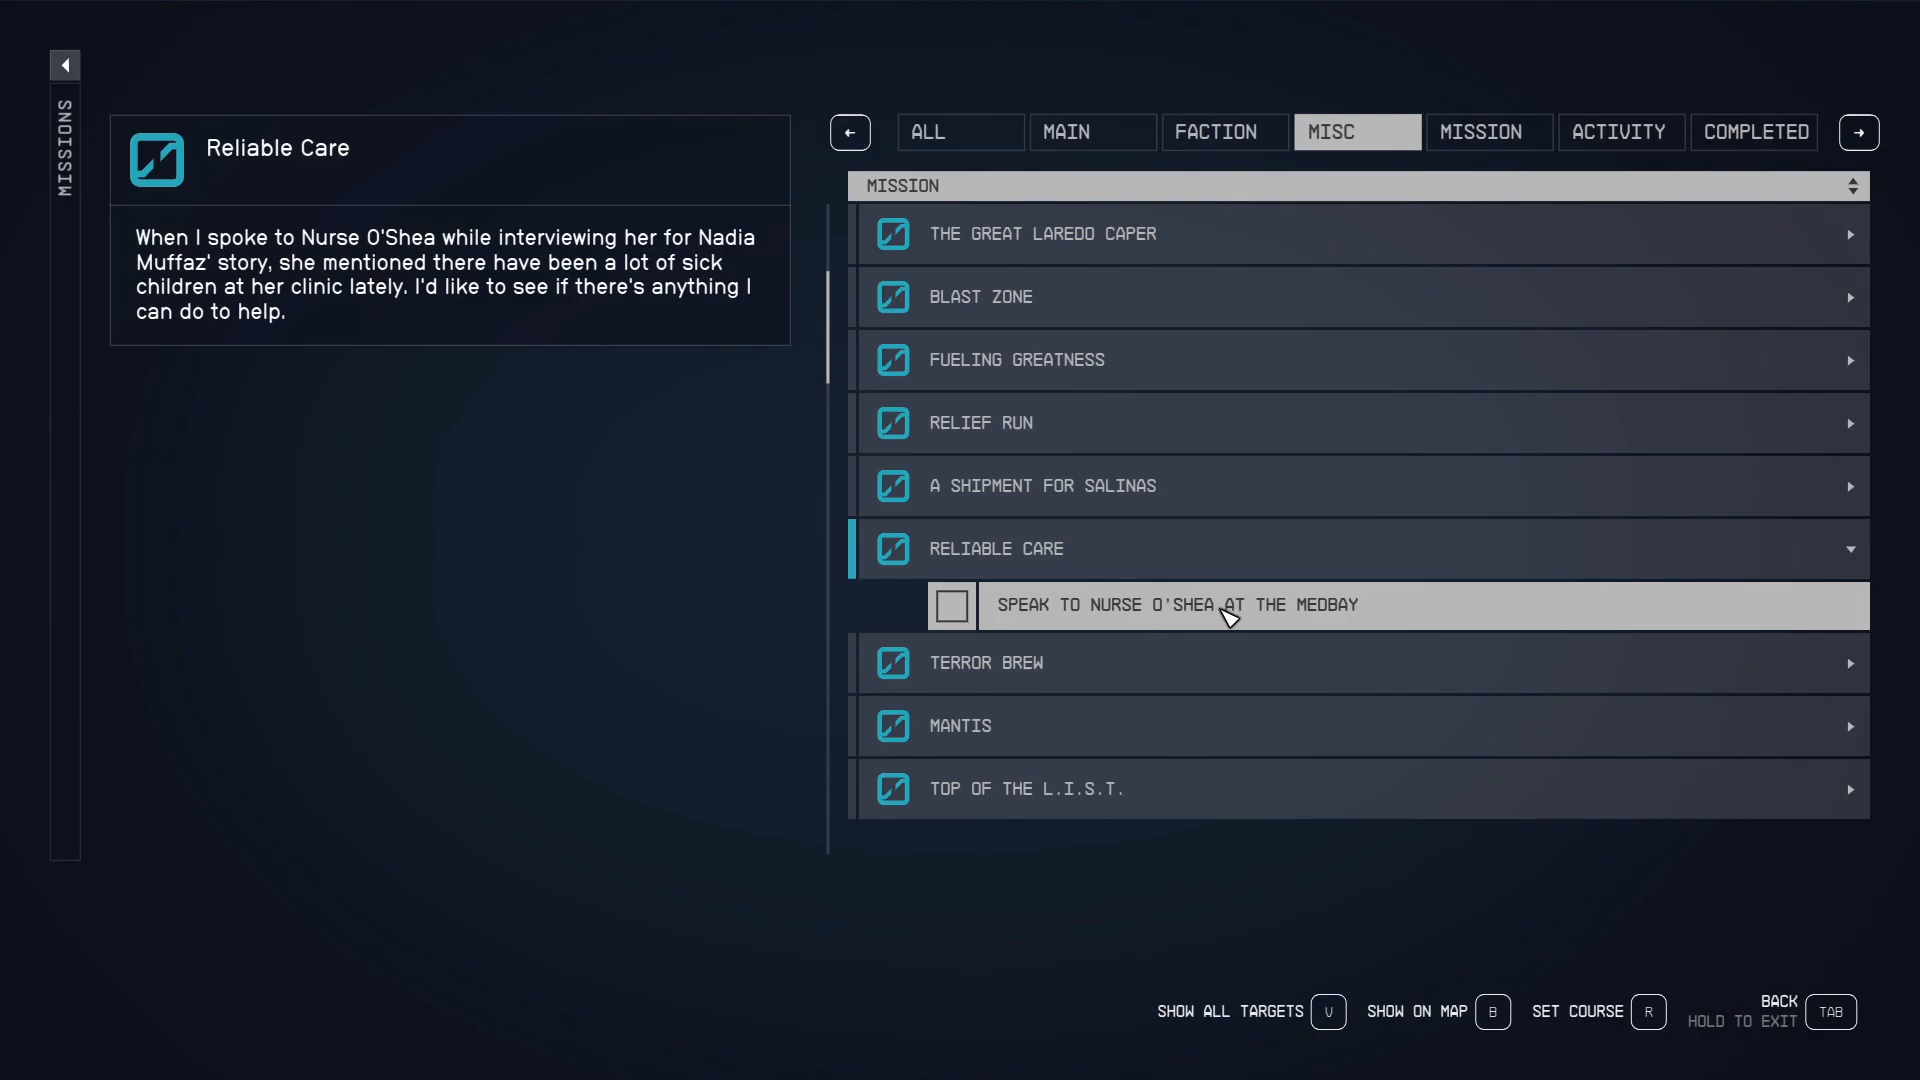 MISSIONS
Reliable Care
When I spoke to Nurse O'Shea while interviewing her for Nadia
Muffaz' story, she mentioned there have been a lot of sick
children at her clinic lately. I'd like to see if there's anything I
can do to help.
ALL MAIN FACTION MISC MISSION ACTIVITY COMPLETED
MISSION
THE GREAT LAREDO CAPER
BLAST ZONE
FUELING GREATNESS
RELIEF RUN
A SHIPMENT FOR SALINAS
RELIABLE CARE
SPEAK TO NURSE O'SHEA AT THE MEDBAY
TERROR BREW
MANTIS
TOP OF THE L.I.S.T.
SHOW ALL TARGETS V SHOW ON MAP B SET COURSE R BACK TAB
HOLD TO EXIT